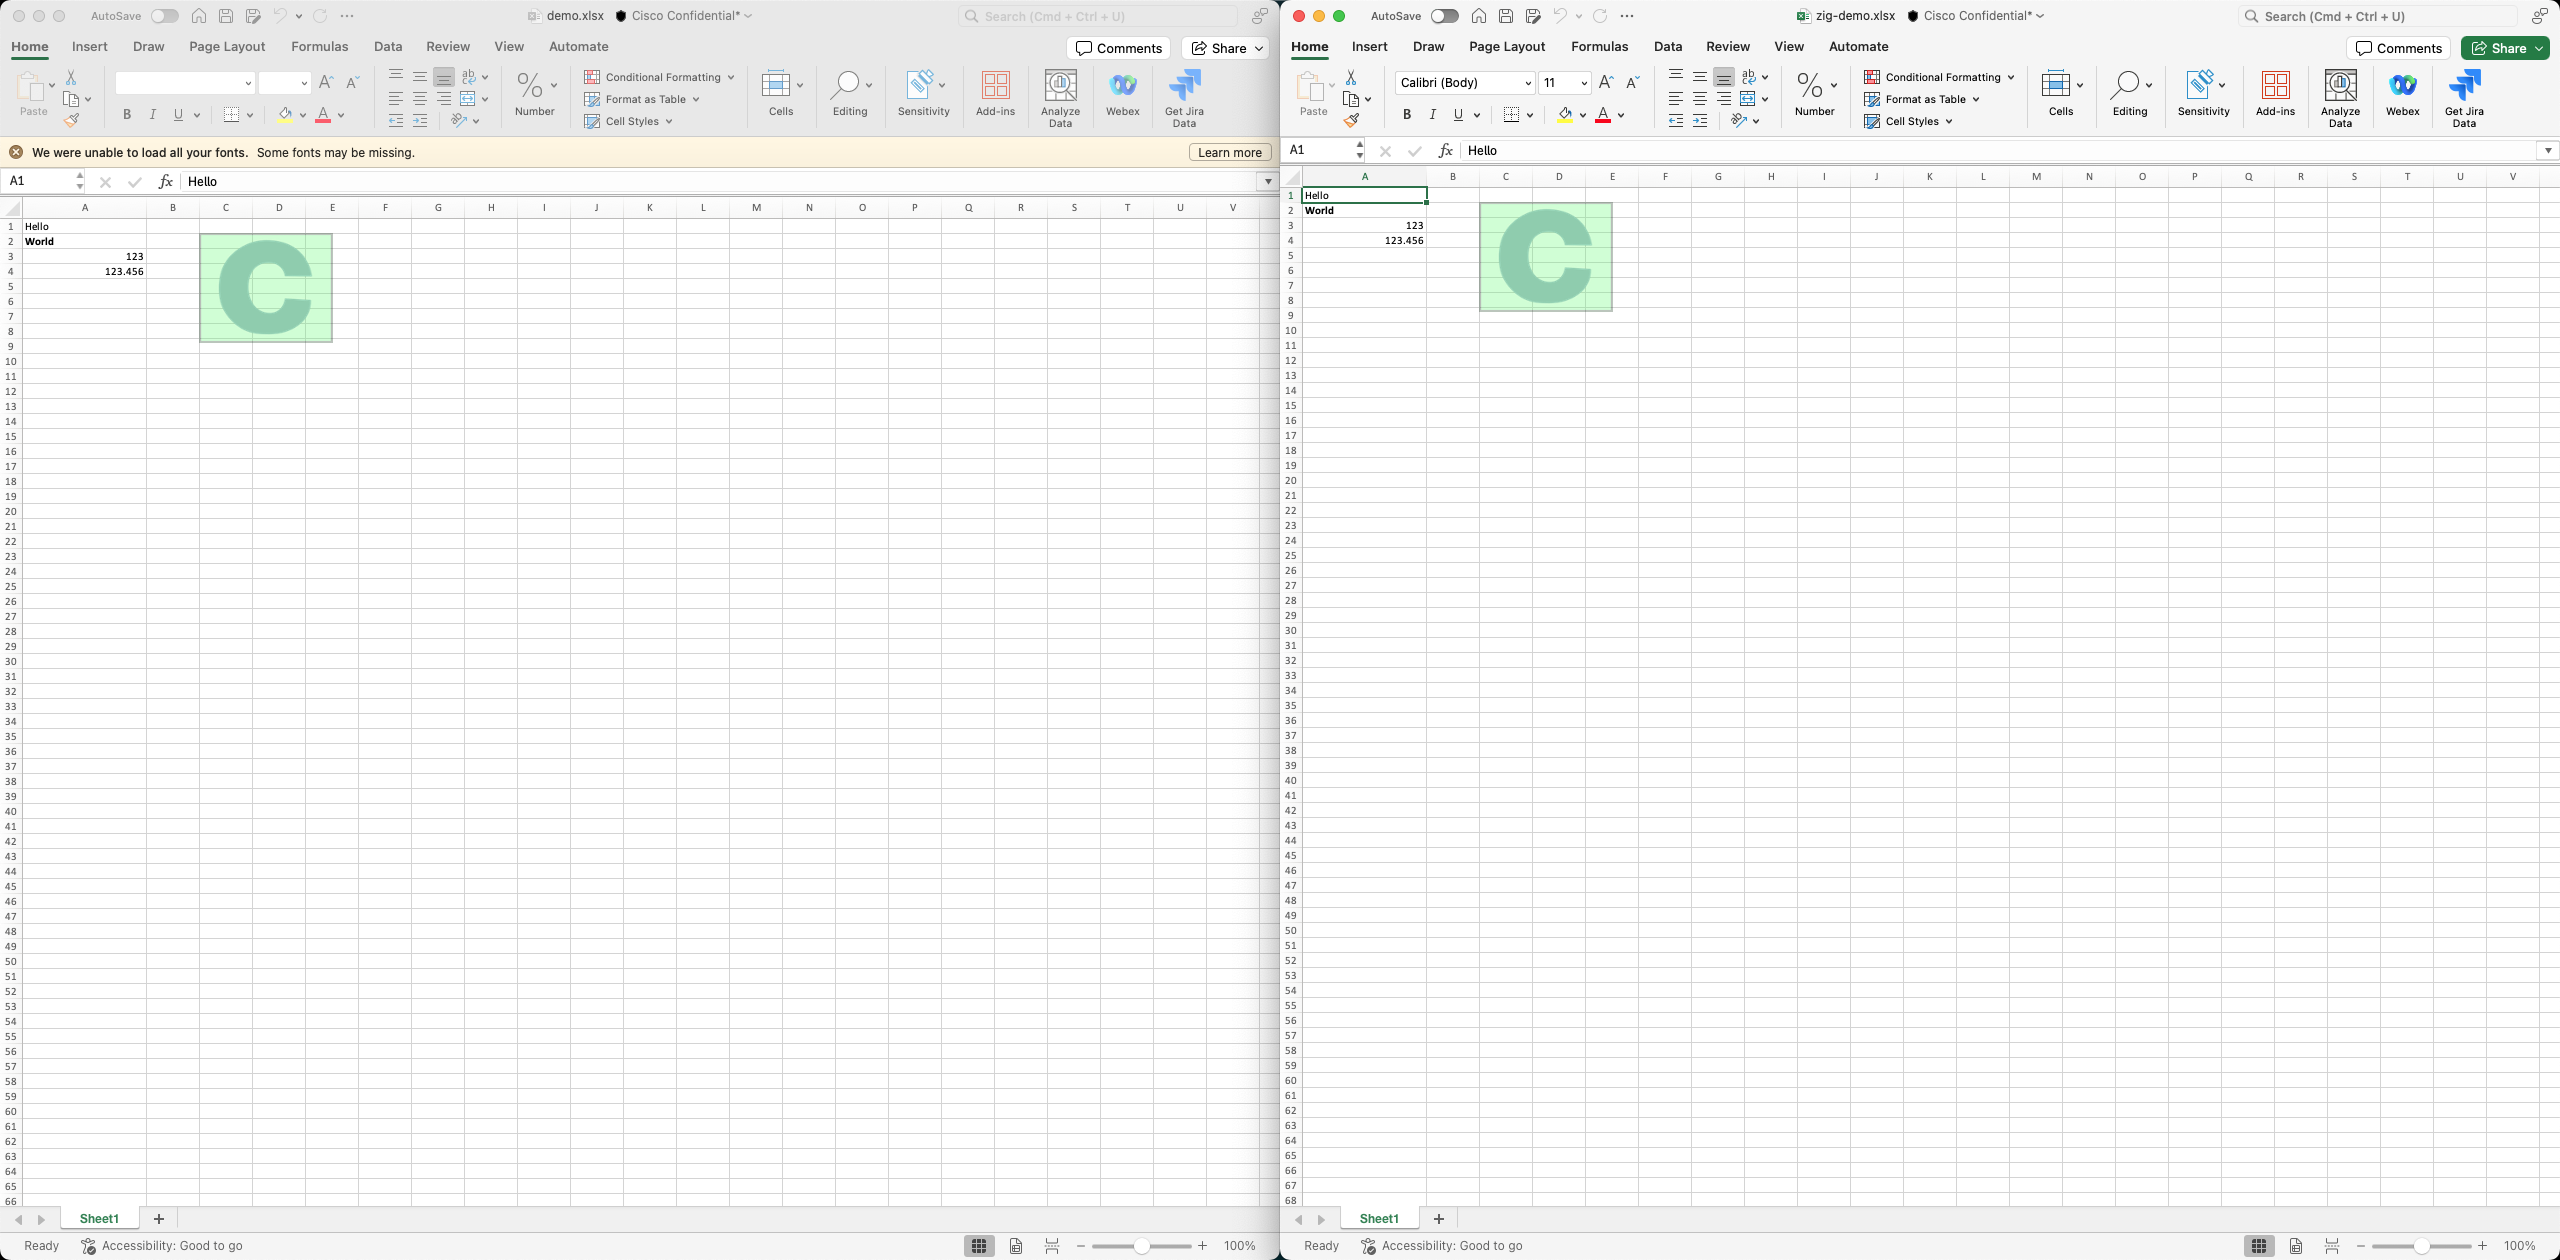 AutoSave demo.xlsx Cisco Confidential* Search (Cmd + Ctrl + U)
Home Insert Draw Page Layout Formulas Data Review View Automate Comments Share
Paste
B I U
ab
Number
Conditional Formatting
Format as Table
Cell Styles
Cells
Editing
Sensitivity
Add-ins
Analyze Data
Webex
Get Jira Data
We were unable to load all your fonts. Some fonts may be missing. Learn more
A1 fx Hello
A B C D E F G H I J K L M N O P Q R S T U V
1 Hello
2 World
3 123
4 123.456
C
5
6
7
8
9
10
11
12
13
14
15
16
17
18
19
20
21
22
23
24
25
26
27
28
29
30
31
32
33
34
35
36
37
38
39
40
41
42
43
44
45
46
47
48
49
50
51
52
53
54
55
56
57
58
59
60
61
62
63
64
65
66
Sheet1 +
Ready Accessibility: Good to go 100%
AutoSave zig-demo.xlsx Cisco Confidential* Search (Cmd + Ctrl + U)
Home Insert Draw Page Layout Formulas Data Review View Automate Comments Share
Paste
Calibri (Body) 11
B I U
ab
Number
Conditional Formatting
Format as Table
Cell Styles
Cells
Editing
Sensitivity
Add-ins
Analyze Data
Webex
Get Jira Data
A1 fx Hello
A B C D E F G H I J K L M N O P Q R S T U V
1 Hello
2 World
3 123
4 123.456
C
5
6
7
8
9
10
11
12
13
14
15
16
17
18
19
20
21
22
23
24
25
26
27
28
29
30
31
32
33
34
35
36
37
38
39
40
41
42
43
44
45
46
47
48
49
50
51
52
53
54
55
56
57
58
59
60
61
62
63
64
65
66
67
68
Sheet1 +
Ready Accessibility: Good to go 100%